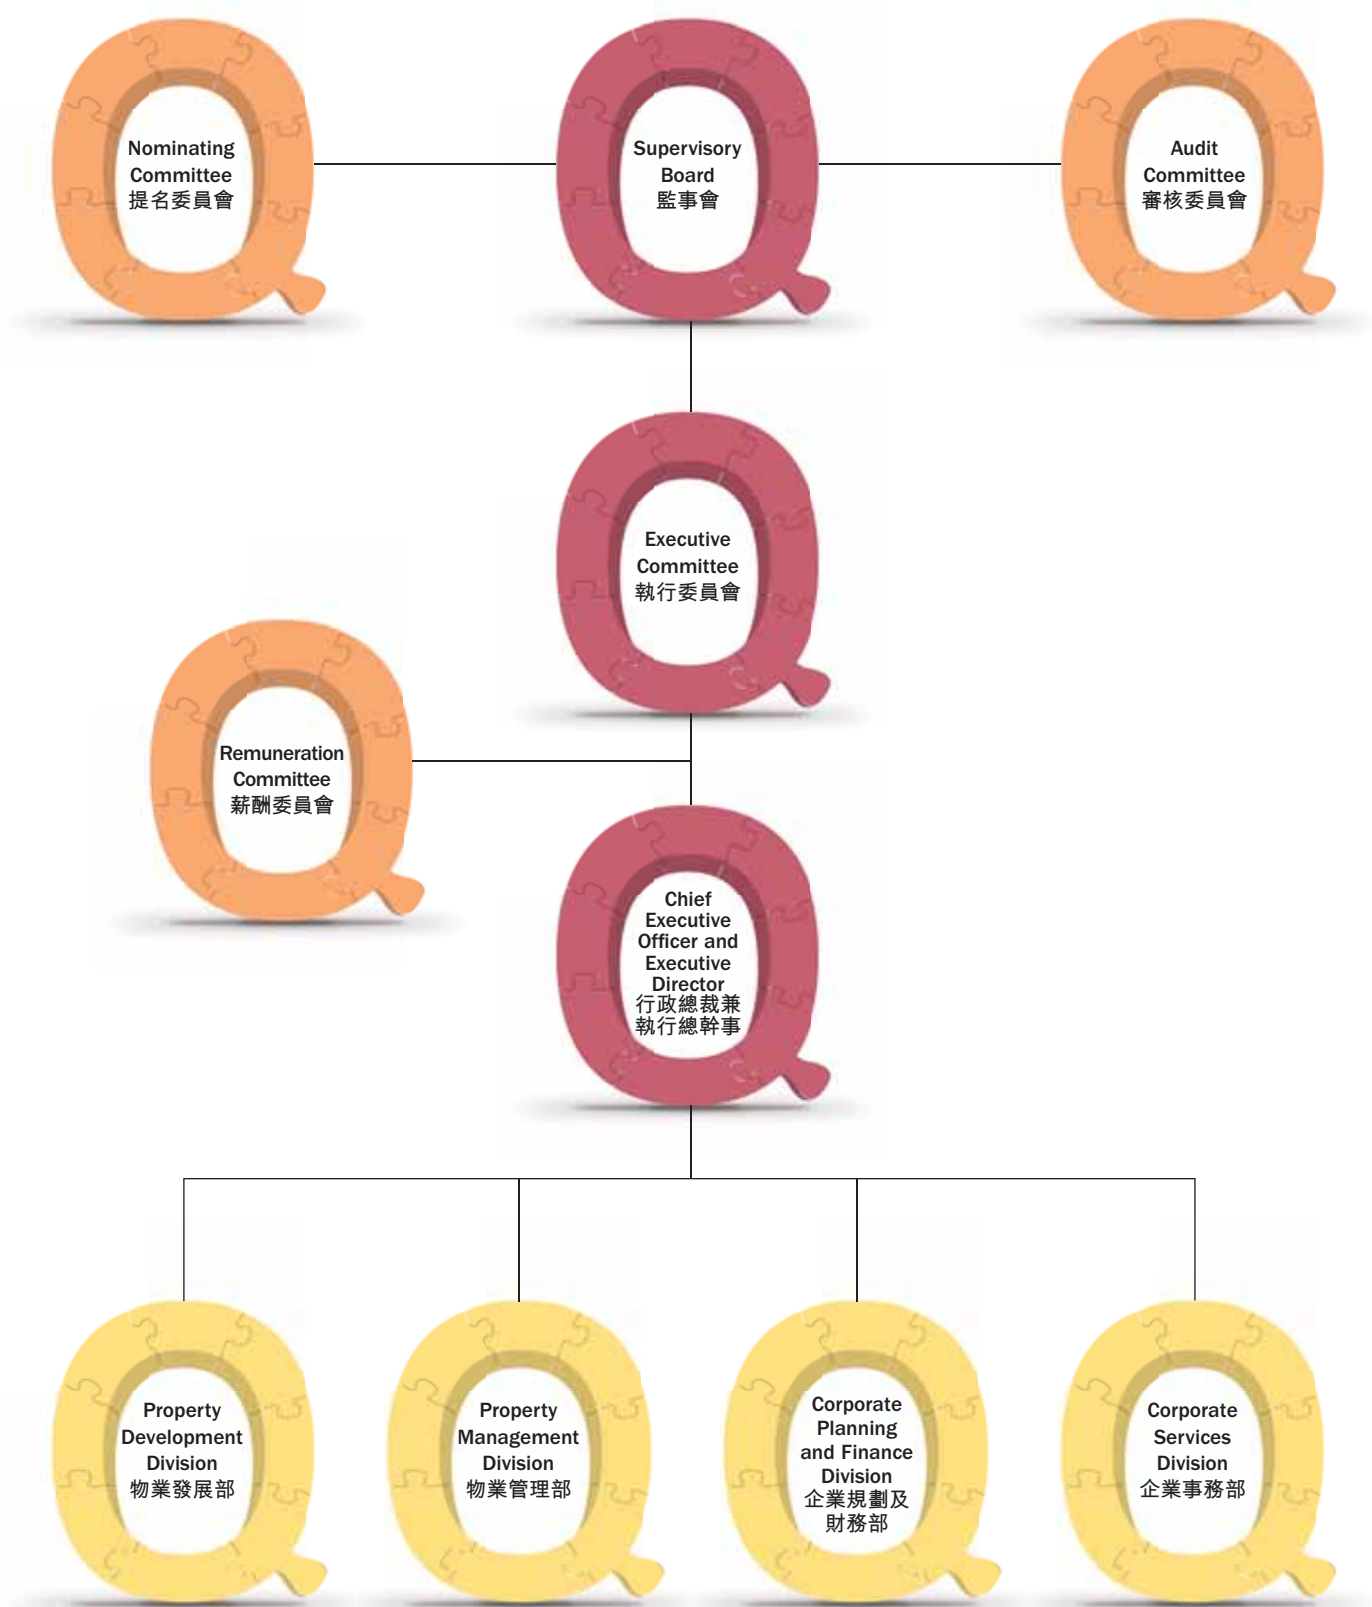 Nominating
Committee
提名委員會
Supervisory
Board
監事會
Audit
Committee
審核委員會
Executive
Committee
執行委員會
Remuneration
Committee
薪酬委員會
Chief
Executive
Officer and
Executive
Director
行政總裁兼
執行總幹事
Property
Development
Division
物業發展部
Property
Management
Division
物業管理部
Corporate
Planning
and Finance
Division
企業規劃及
財務部
Corporate
Services
Division
企業事務部